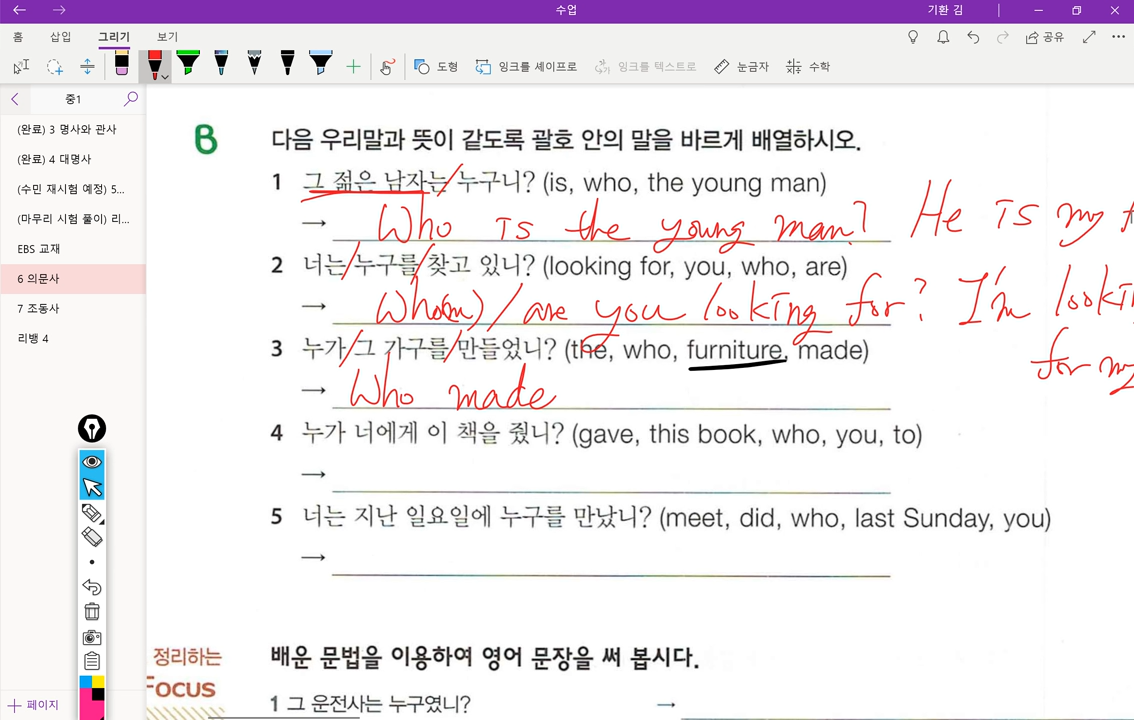 수업
기환 김
홈 삽입 그리기 보기
공유
도형 잉크를 셰이프로 잉크를 텍스트로 눈금자 수학
중1
(완료) 3 명사와 관사
(완료) 4 대명사
(수민 재시험 예정) 5...
(마무리 시험 풀이) 리...
EBS 교재
6 의문사
7 조동사
리뱅 4
페이지
B 다음 우리말과 뜻이 같도록 괄호 안의 말을 바르게 배열하시오.
1 그 젊은 남자는 / 누구니? (is, who, the young man)
→ Who is the young man? He is my
2 너는 / 누구를 / 찾고 있니? (looking for, you, who, are)
→ Who(m) / are you looking for? I'm
3 누가 / 그 가구를 / 만들었니? (the, who, furniture, made)
for my
→ Who made
4 누가 너에게 이 책을 줬니? (gave, this book, who, you, to)
→
5 너는 지난 일요일에 누구를 만났니? (meet, did, who, last Sunday, you)
→
정리하는
FOCUS
배운 문법을 이용하여 영어 문장을 써 봅시다.
1 그 운전사는 누구였니? →